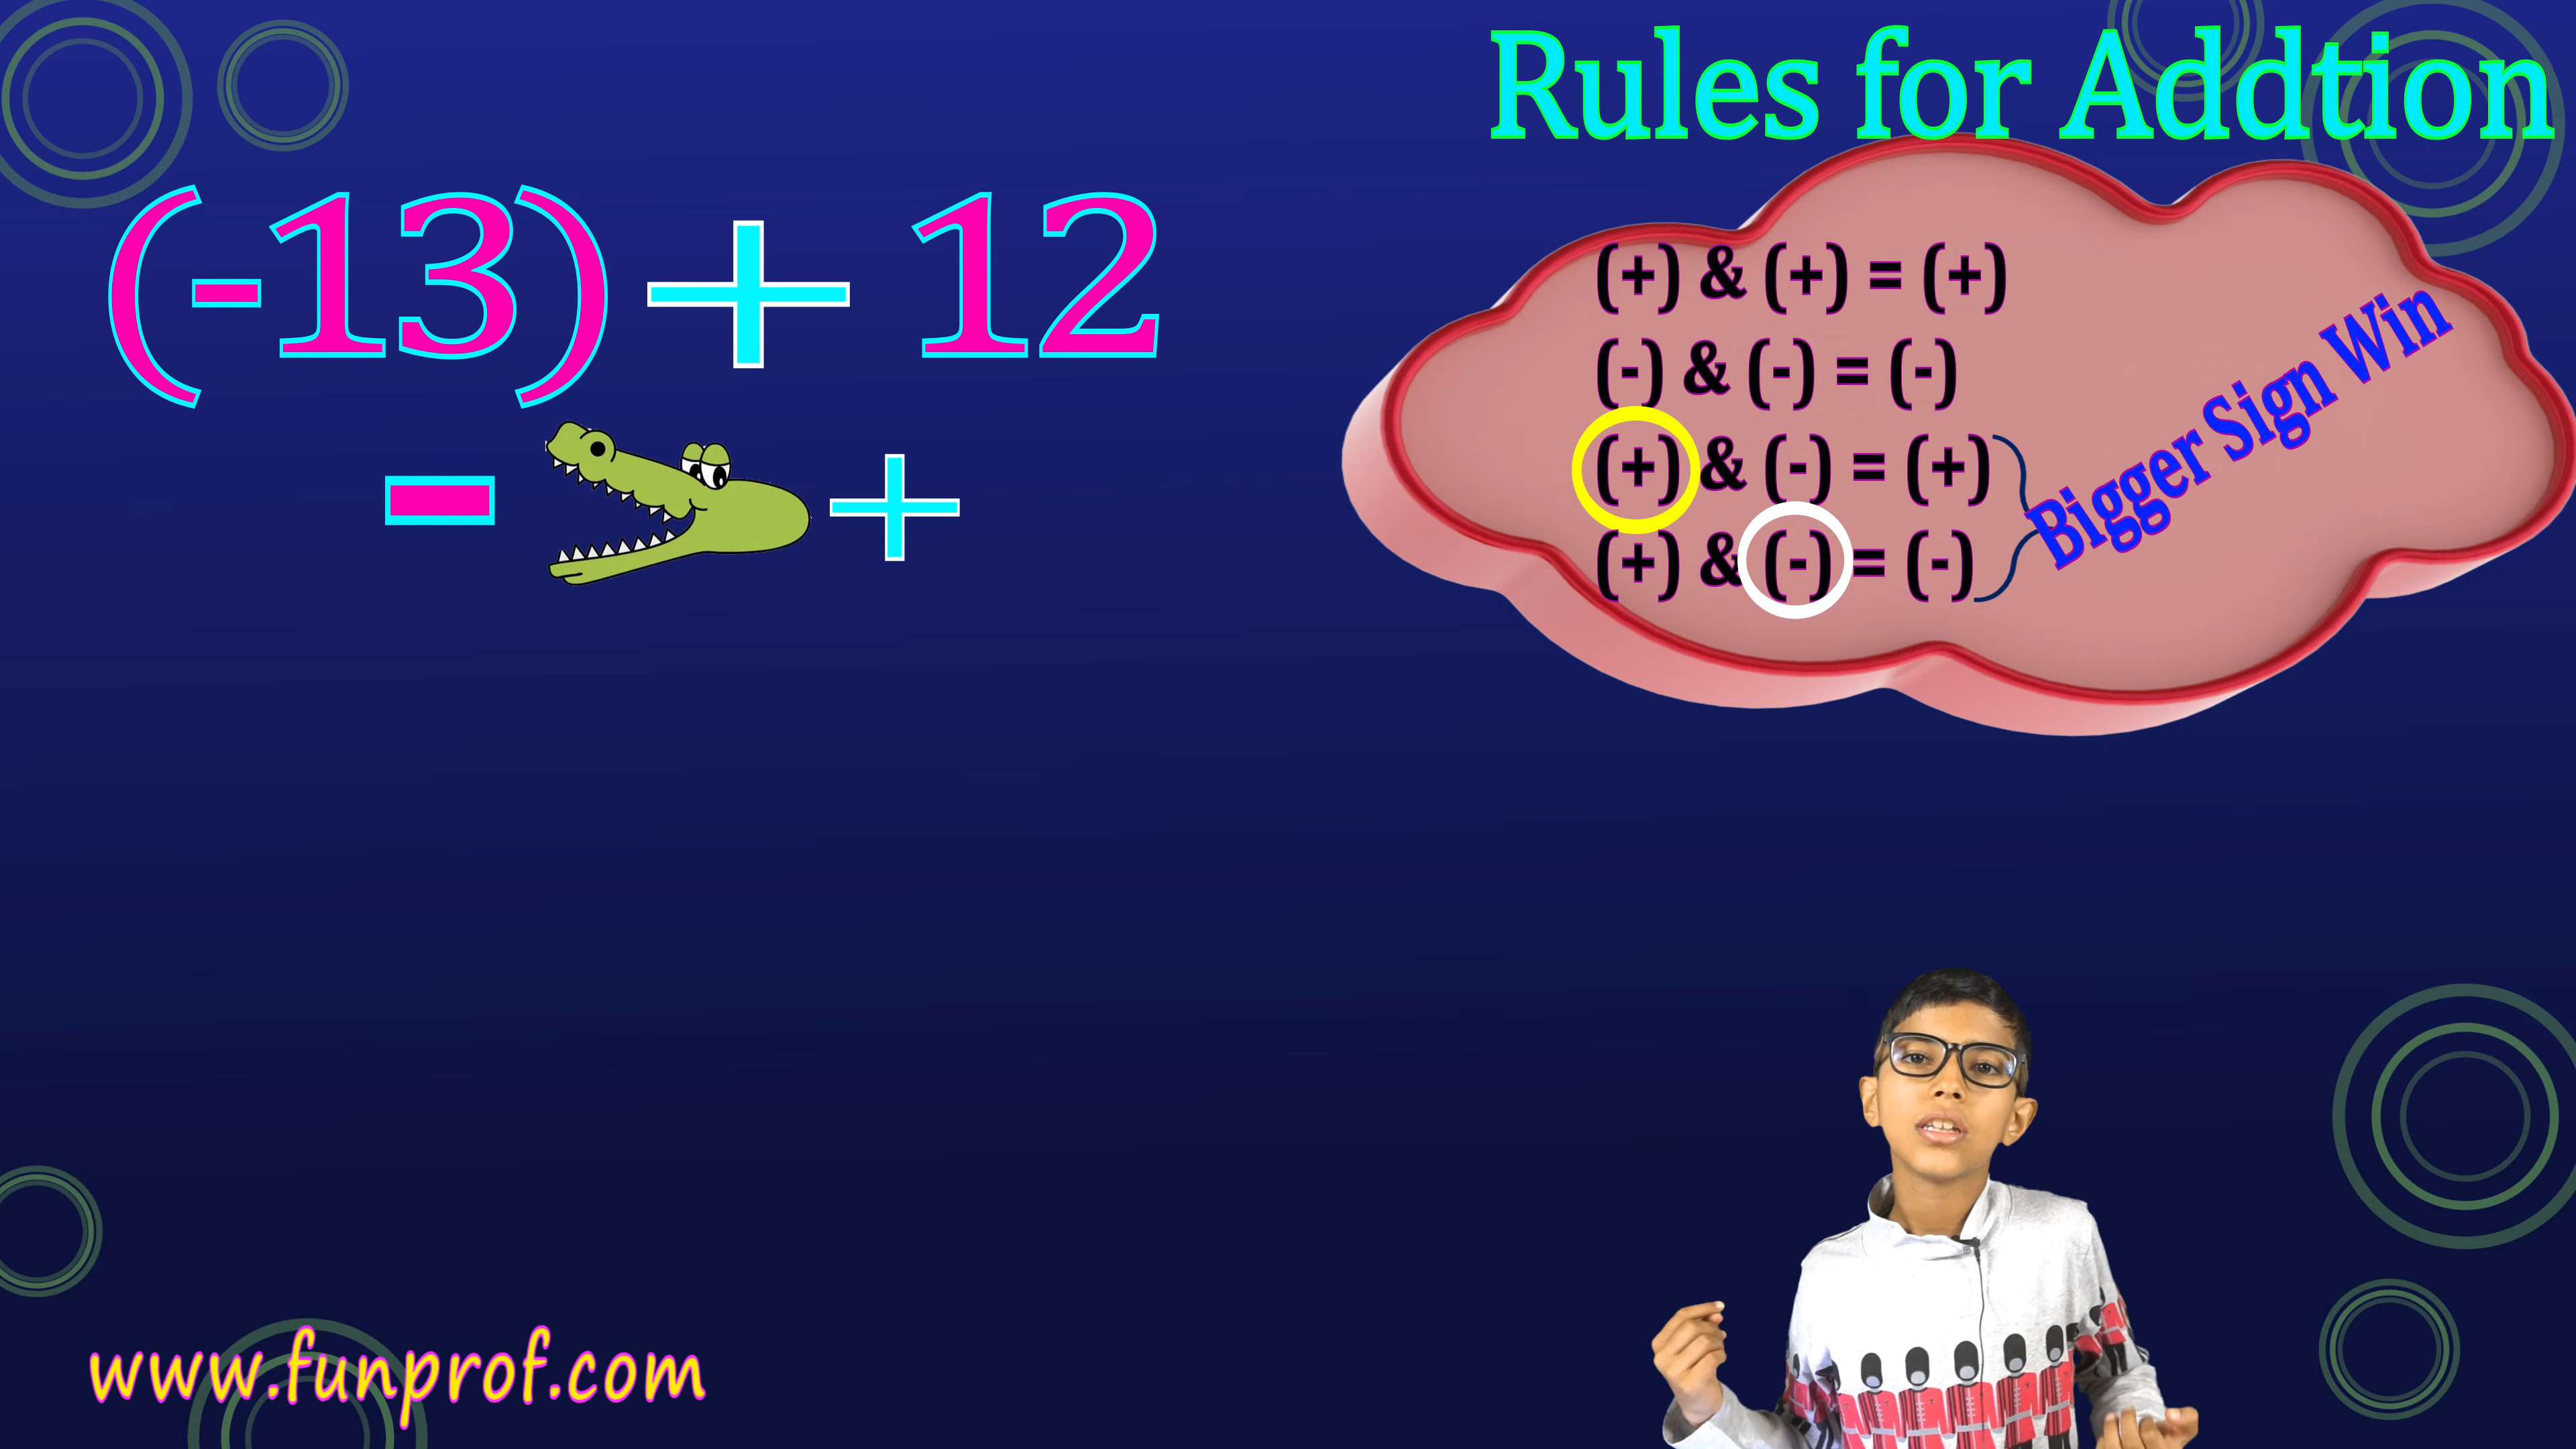 Rules for Addtion
(-13) + 12
- +
(+) & (+) = (+)
(-) & (-) = (-)
(+) & (-) = (+)
(+) & (-) = (-)
Bigger Sign Win
www.funprof.com